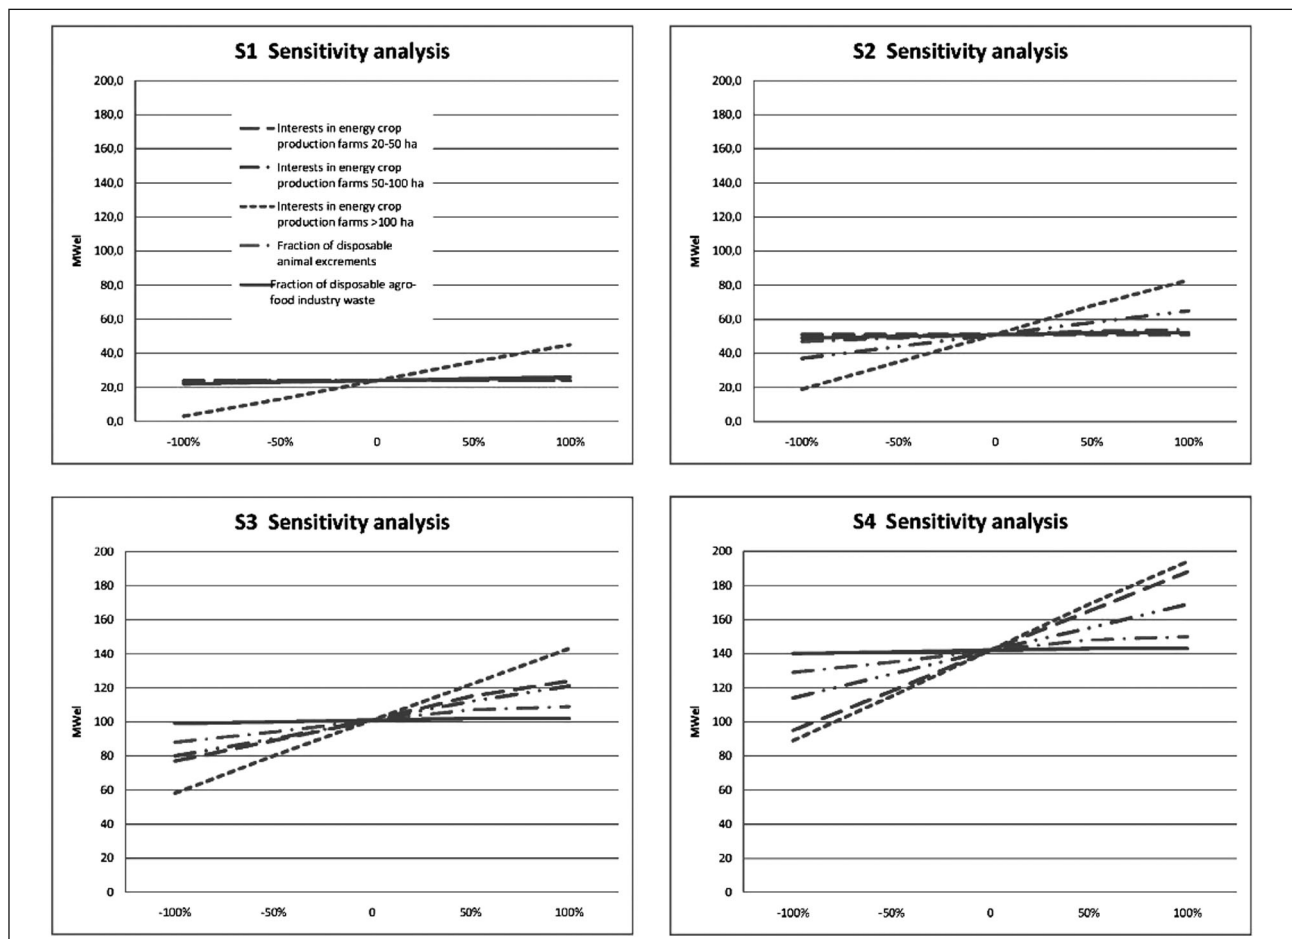 S1 Sensitivity analysis
200,0
180,0
160,0
140,0
120,0
100,0
80,0
60,0
40,0
20,0
0,0
MWel
Interests in energy crop
production farms 20-50 ha
Interests in energy crop
production farms 50-100 ha
Interests in energy crop
production farms >100 ha
Fraction of disposable
animal excrements
Fraction of disposable agro-
food industry waste
-100% -50% 0 50% 100%
S2 Sensitivity analysis
200,0
180,0
160,0
140,0
120,0
100,0
80,0
60,0
40,0
20,0
0,0
MWel
-100% -50% 0 50% 100%
S3 Sensitivity analysis
200
180
160
140
120
100
80
60
40
20
0
MWel
-100% -50% 0 50% 100%
S4 Sensitivity analysis
200
180
160
140
120
100
80
60
40
20
0
MWel
-100% -50% 0 50% 100%